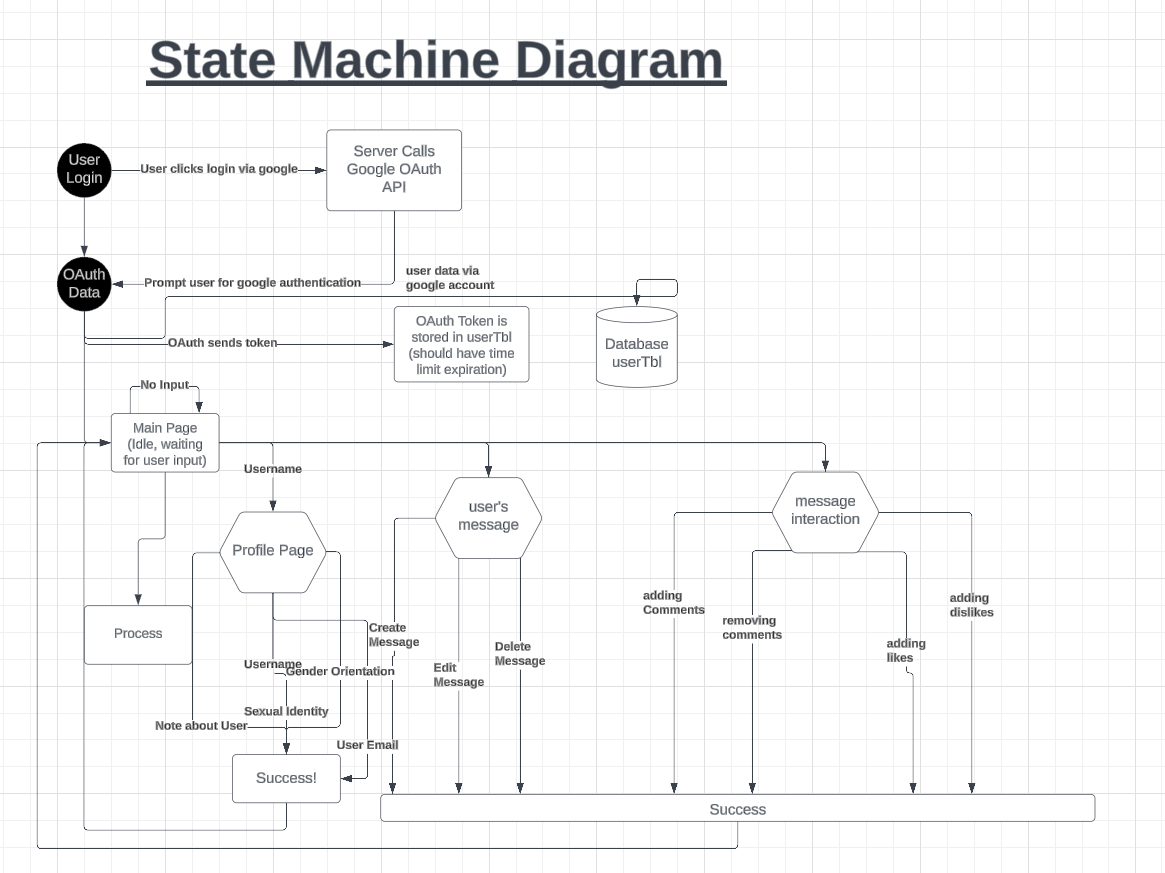 State Machine Diagram
User
Login
User clicks login via google
Server Calls
Google OAuth
API
OAuth
Data
Prompt user for google authentication
user data via
google account
OAuth sends token
OAuth Token is
stored in userTbl
(should have time
limit expiration)
Database
userTbl
No Input
Main Page
(Idle, waiting
for user input)
Username
user's
message
message
interaction
Profile Page
Process
adding
Comments
removing
comments
adding
likes
adding
dislikes
Create
Message
Edit
Message
Delete
Message
Username
Gender Orientation
Sexual Identity
Note about User
User Email
Success!
Success